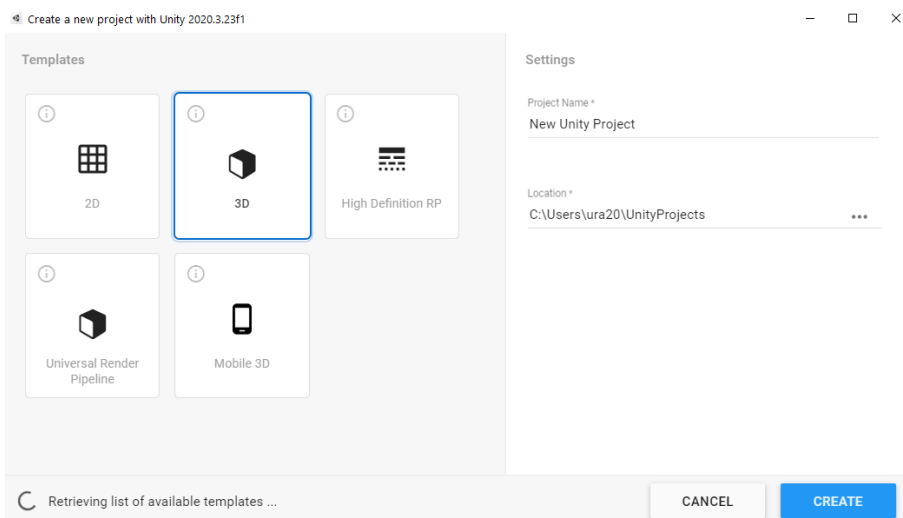 Create a new project with Unity 2020.3.23f1
Templates
2D
3D
High Definition RP
Universal Render
Pipeline
Mobile 3D
Settings
Project Name *
New Unity Project
Location *
C:\Users\ura20\UnityProjects
Retrieving list of available templates ...
CANCEL
CREATE